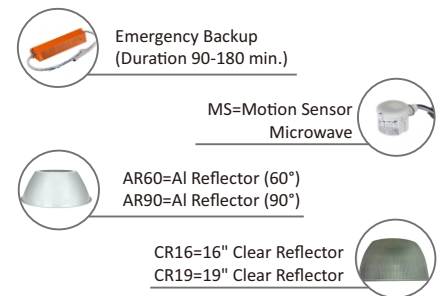 Emergency Backup
(Duration 90-180 min.)
MS=Motion Sensor
Microwave
AR60=Al Reflector (60°)
AR90=Al Reflector (90°)
CR16=16" Clear Reflector
CR19=19" Clear Reflector